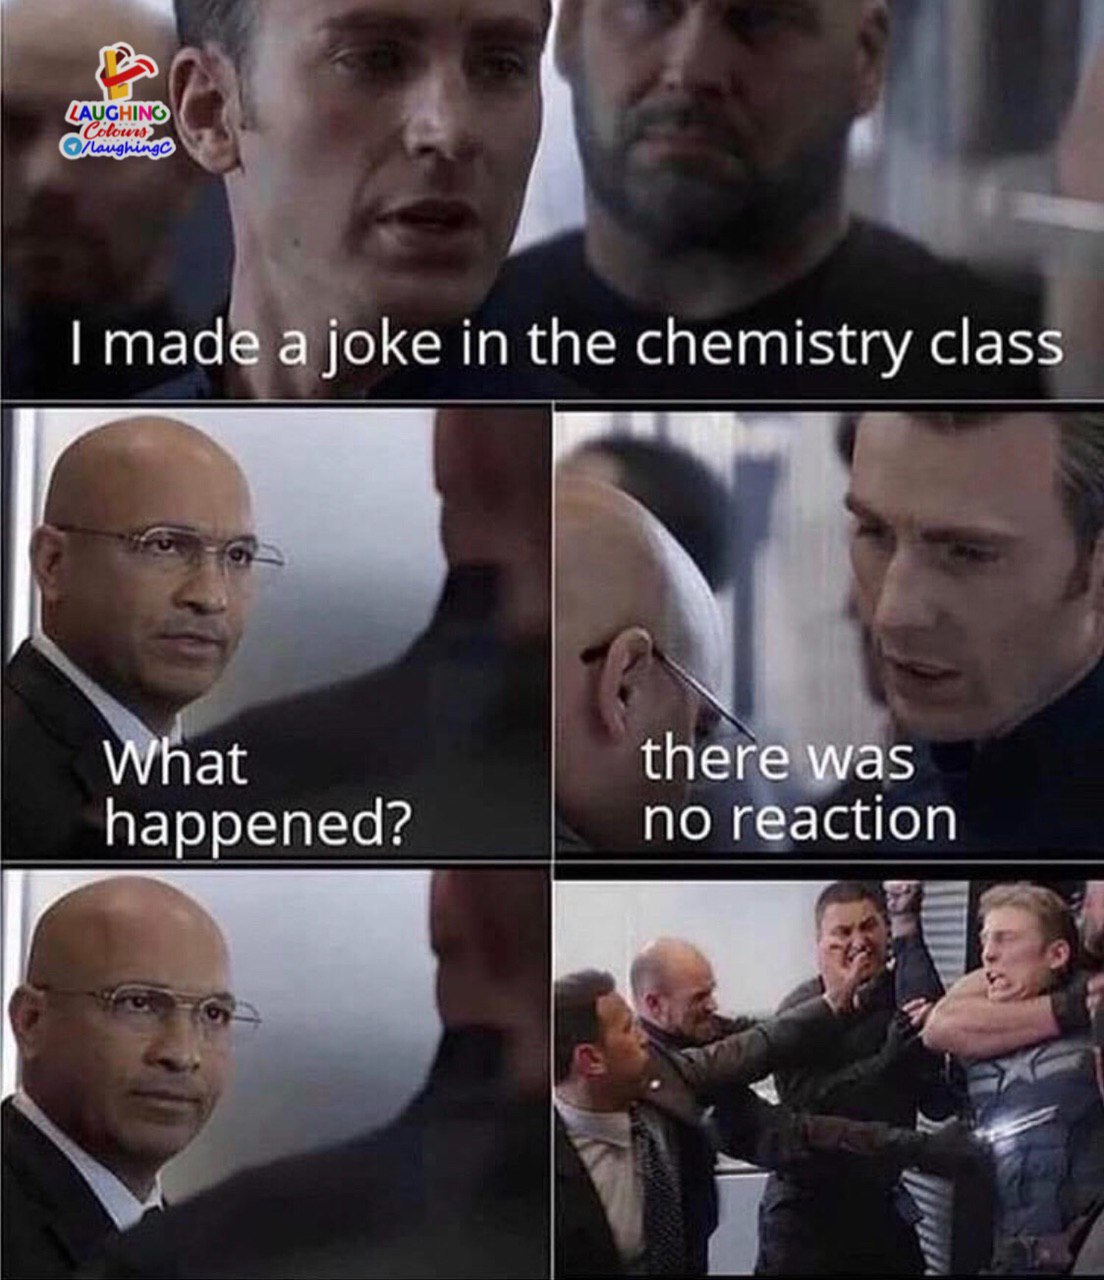 LAUGHING
Colours
/laughingC
I made a joke in the chemistry class
What
happened?
there was
no reaction